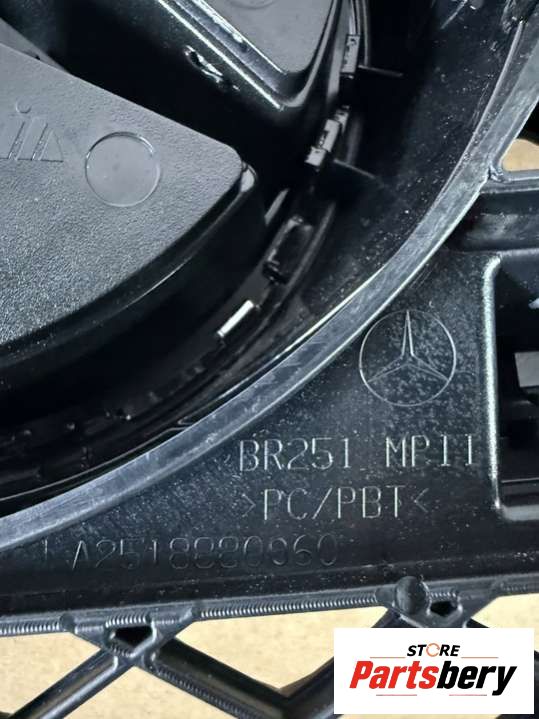 BR251 MPII
>PC/PBT<
A2518880060
STORE
Partsbery